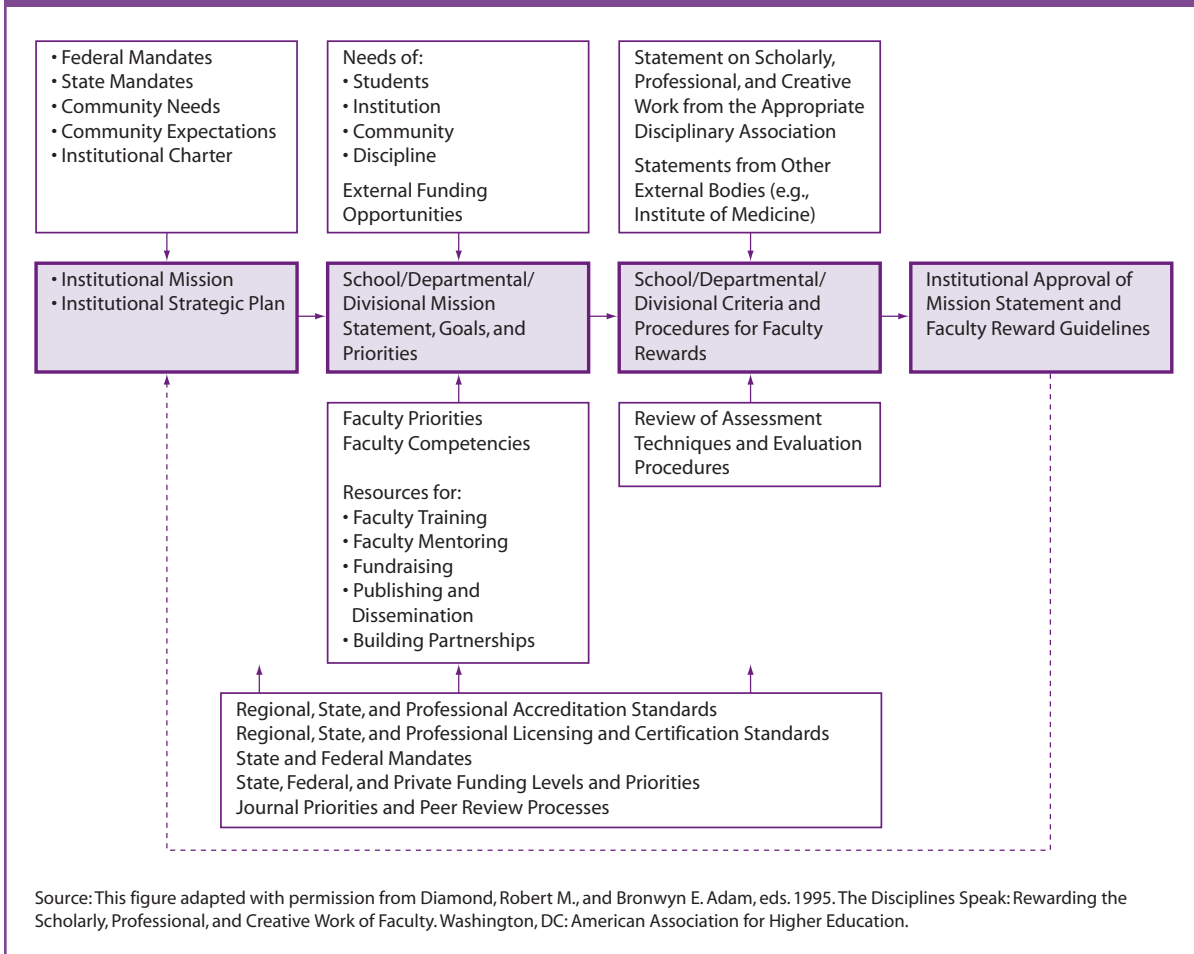 • Federal Mandates
• State Mandates
• Community Needs
• Community Expectations
• Institutional Charter
Needs of:
• Students
• Institution
• Community
• Discipline
External Funding
Opportunities
Statement on Scholarly,
Professional, and Creative
Work from the Appropriate
Disciplinary Association
Statements from Other
External Bodies (e.g.,
Institute of Medicine)
• Institutional Mission
• Institutional Strategic Plan
School/Departmental/
Divisional Mission
Statement, Goals, and
Priorities
School/Departmental/
Divisional Criteria and
Procedures for Faculty
Rewards
Institutional Approval of
Mission Statement and
Faculty Reward Guidelines
Faculty Priorities
Faculty Competencies
Resources for:
• Faculty Training
• Faculty Mentoring
• Fundraising
• Publishing and
Dissemination
• Building Partnerships
Review of Assessment
Techniques and Evaluation
Procedures
Regional, State, and Professional Accreditation Standards
Regional, State, and Professional Licensing and Certification Standards
State and Federal Mandates
State, Federal, and Private Funding Levels and Priorities
Journal Priorities and Peer Review Processes
Source: This figure adapted with permission from Diamond, Robert M., and Bronwyn E. Adam, eds. 1995. The Disciplines Speak: Rewarding the
Scholarly, Professional, and Creative Work of Faculty. Washington, DC: American Association for Higher Education.